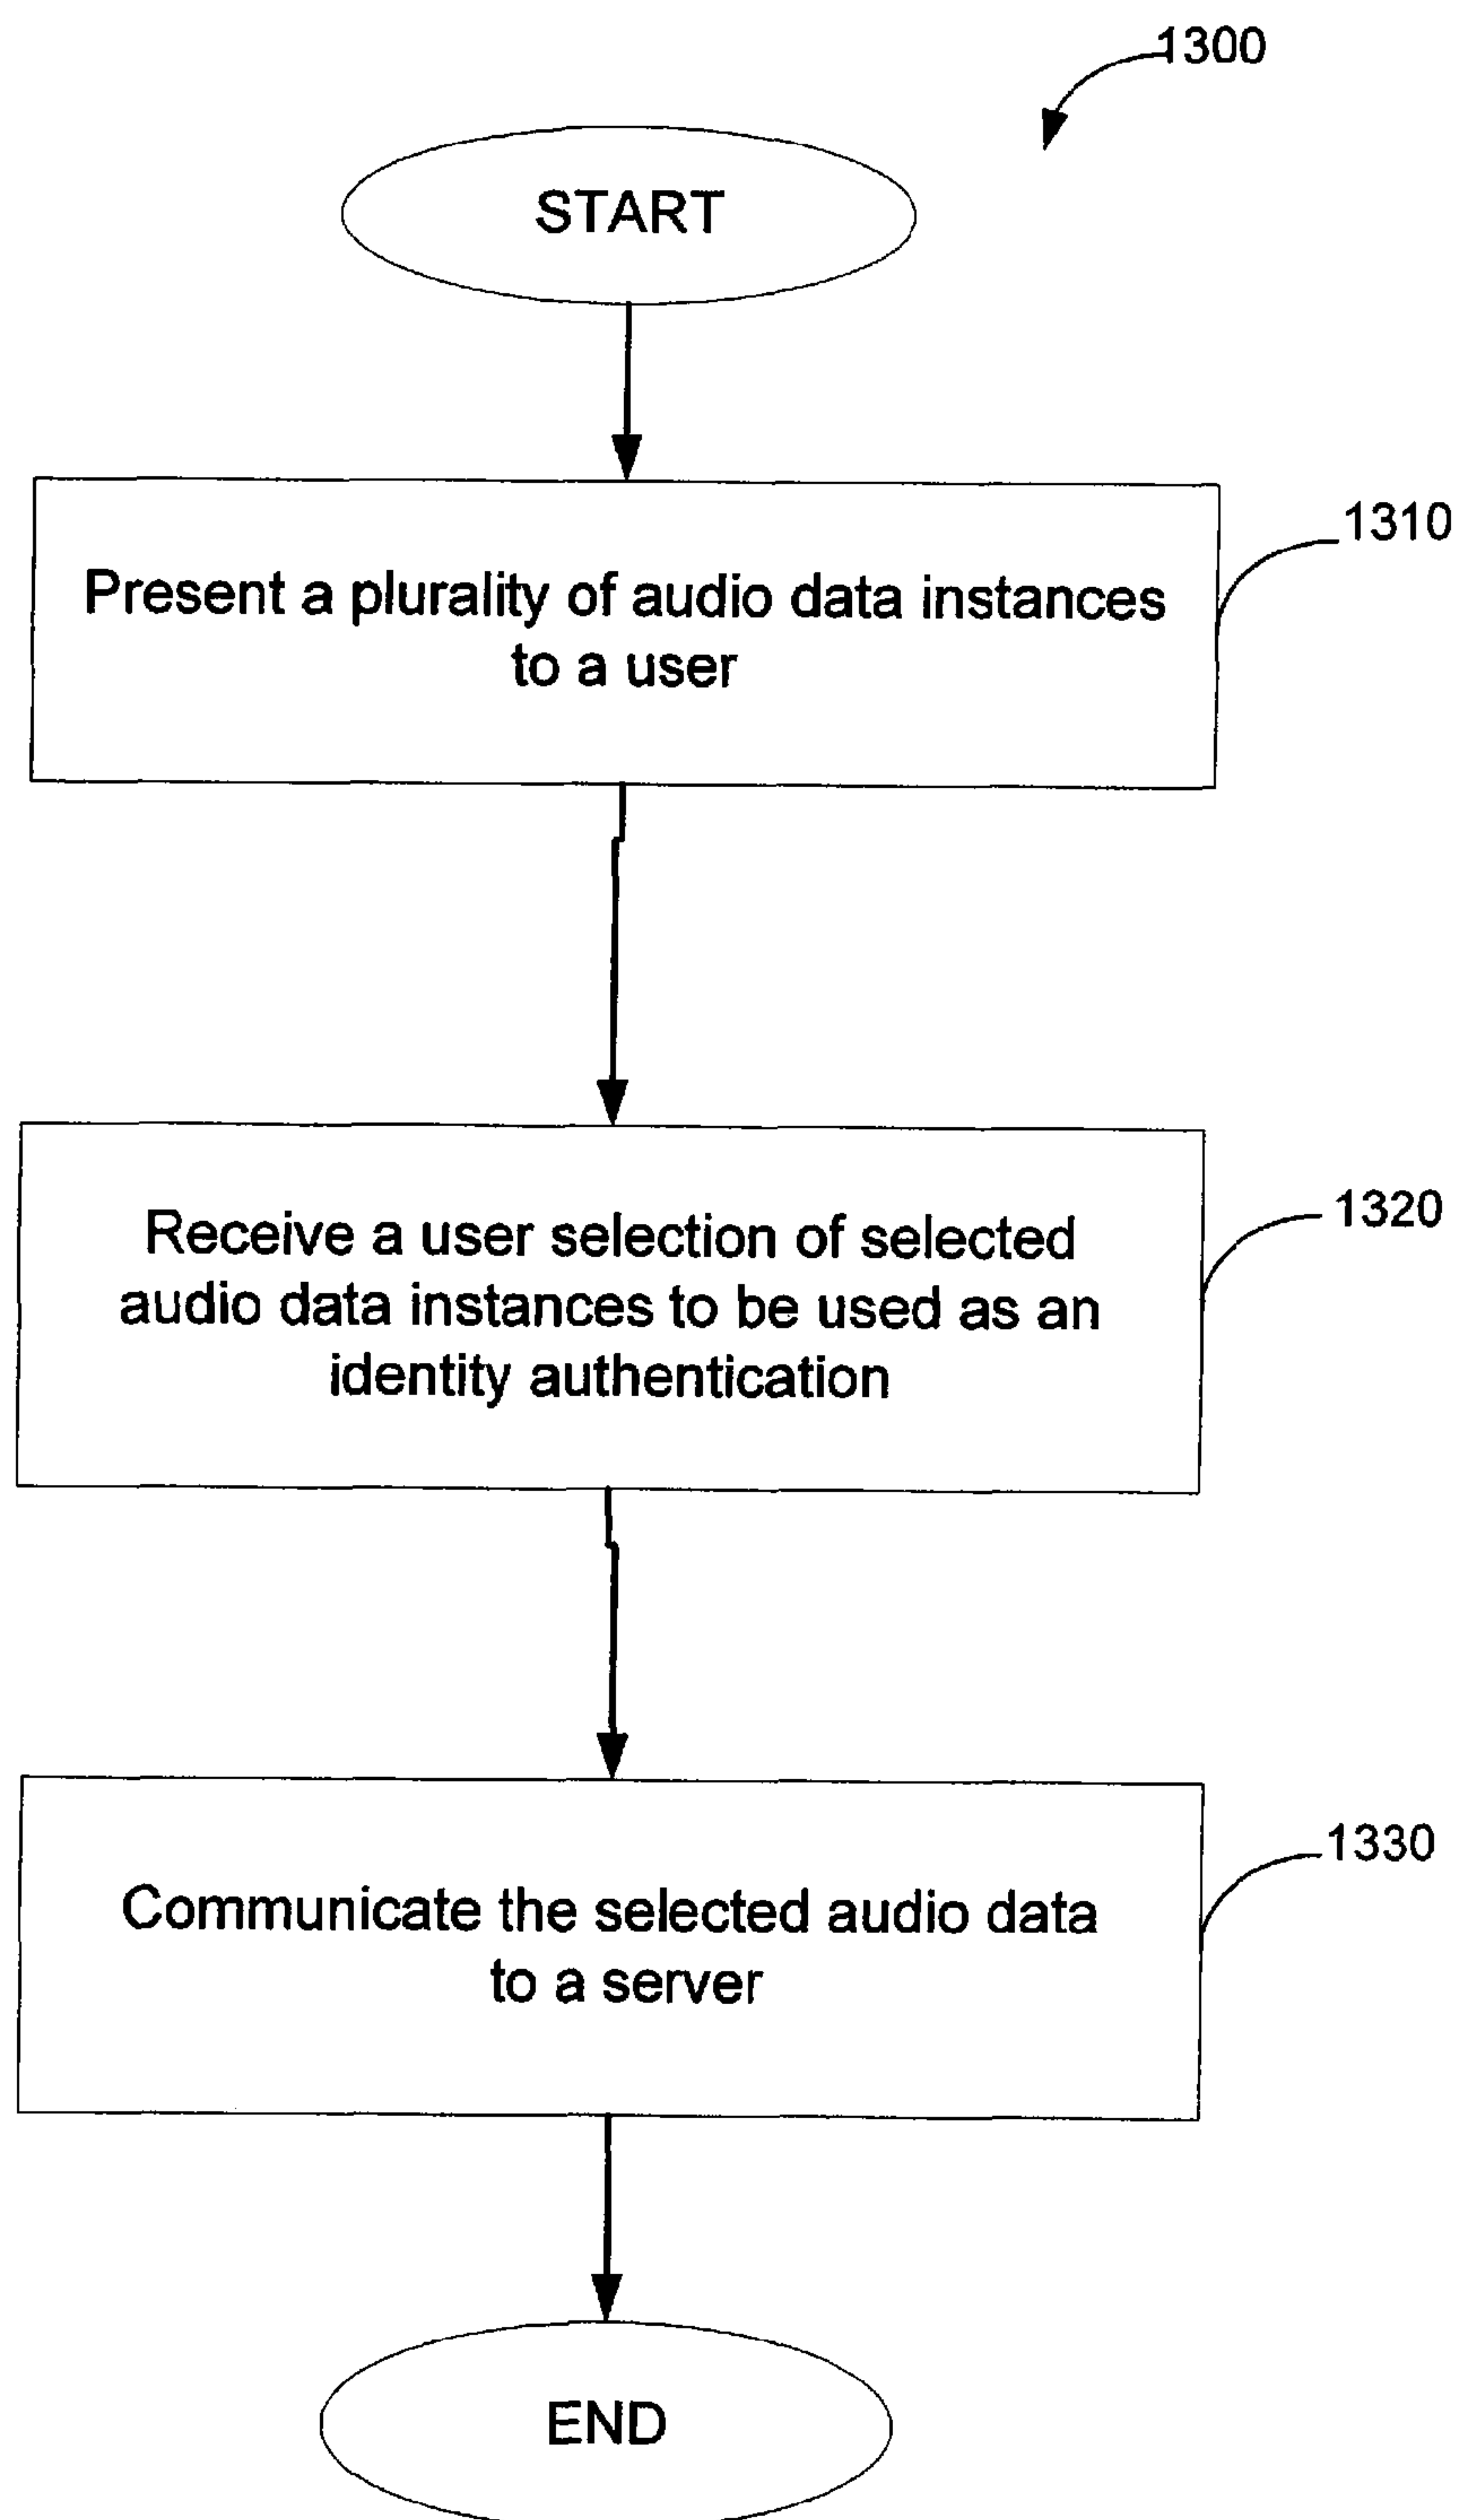 1300
START
1310
Present a plurality of audio data instances
to a user
1320
Receive a user selection of selected
audio data instances to be used as an
identity authentication
1330
Communicate the selected audio data
to a server
END